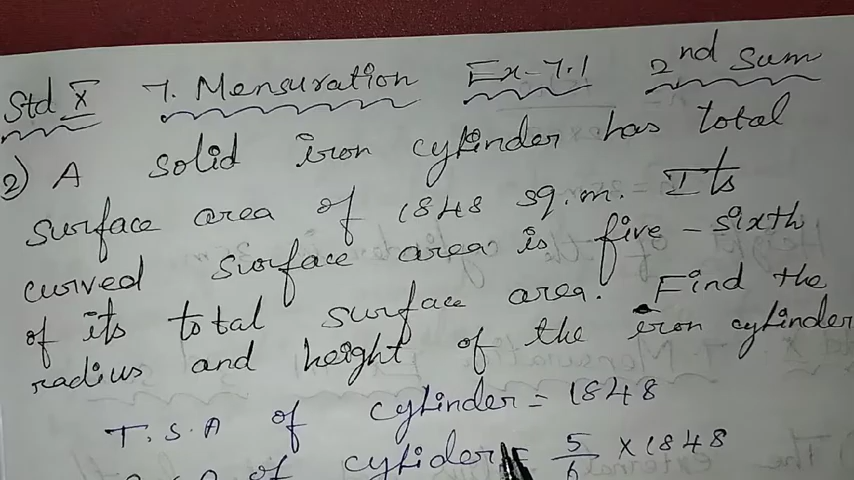 Std X 7. Mensuration Ex-7.1 2nd Sum
2) A solid iron cylinder has total
surface area of 1848 sq.m. Its
curved surface area is five - sixth
of its total surface area. Find the
radius and height of the iron cylinder
T.S.A of cylinder = 1848
of cylider = 5/6 x 1848